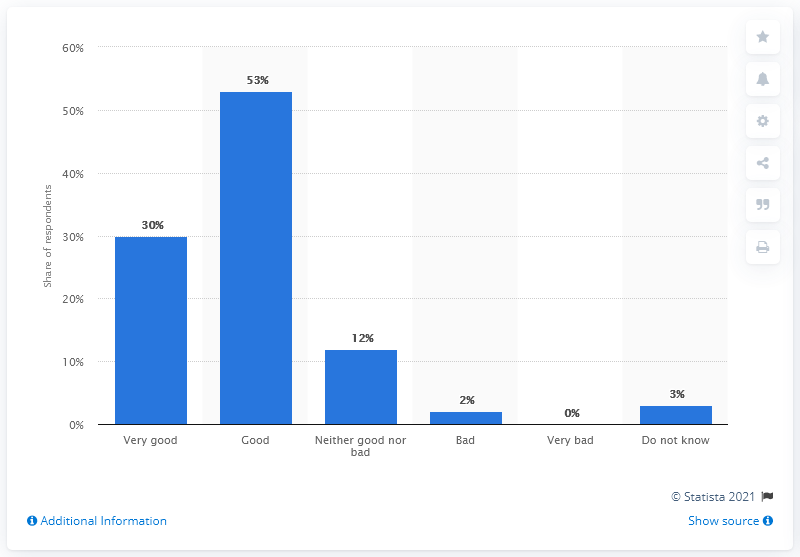 60%
50%
40%
30%
20%
10%
0%
Share of respondents
30%
53%
12%
2%
0%
3%
Very good
Good
Neither good nor
bad
Bad
Very bad
Do not know
© Statista 2021
Additional Information
Show source